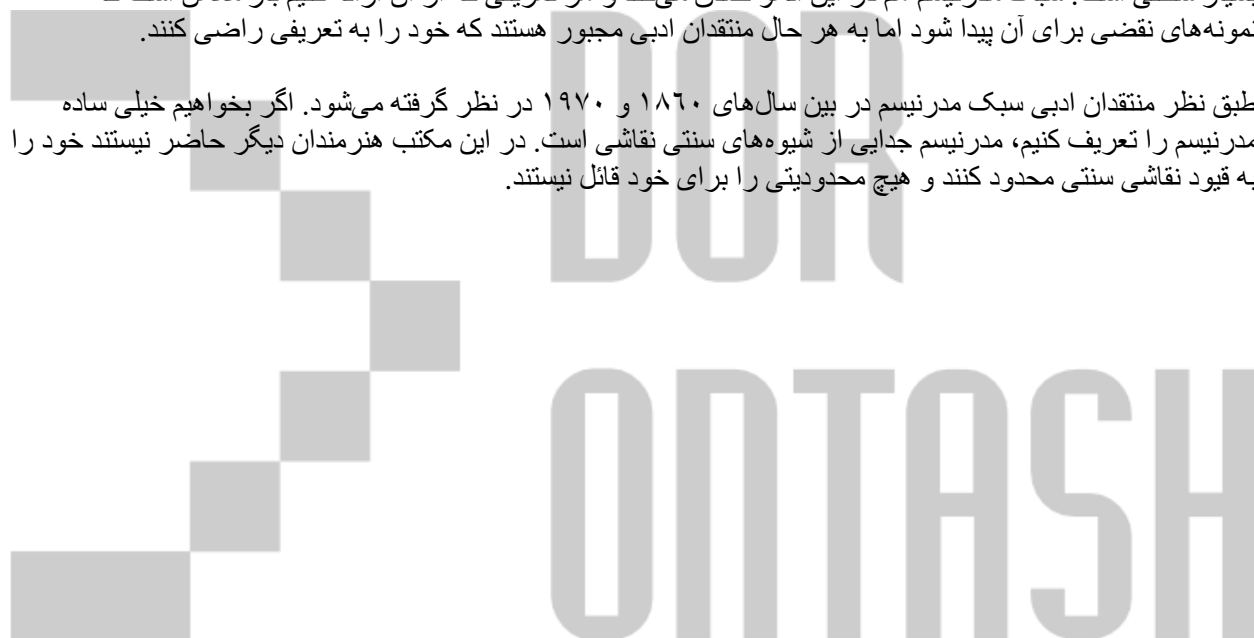 نمونه‌های نقضی برای آن پیدا شود اما به هر حال منتقدان ادبی مجبور هستند که خود را به تعریفی راضی کنند.
طبق نظر منتقدان ادبی سبک مدرنیسم در بین سال‌های ۱۸۶۰ و ۱۹۷۰ در نظر گرفته می‌شود. اگر بخواهیم خیلی ساده
مدرنیسم را تعریف کنیم، مدرنیسم جدایی از شیوه‌های سنتی نقاشی است. در این مکتب هنرمندان دیگر حاضر نیستند خود را
به قیود نقاشی سنتی محدود کنند و هیچ محدودیتی را برای خود قائل نیستند.
DOR
ONTASH